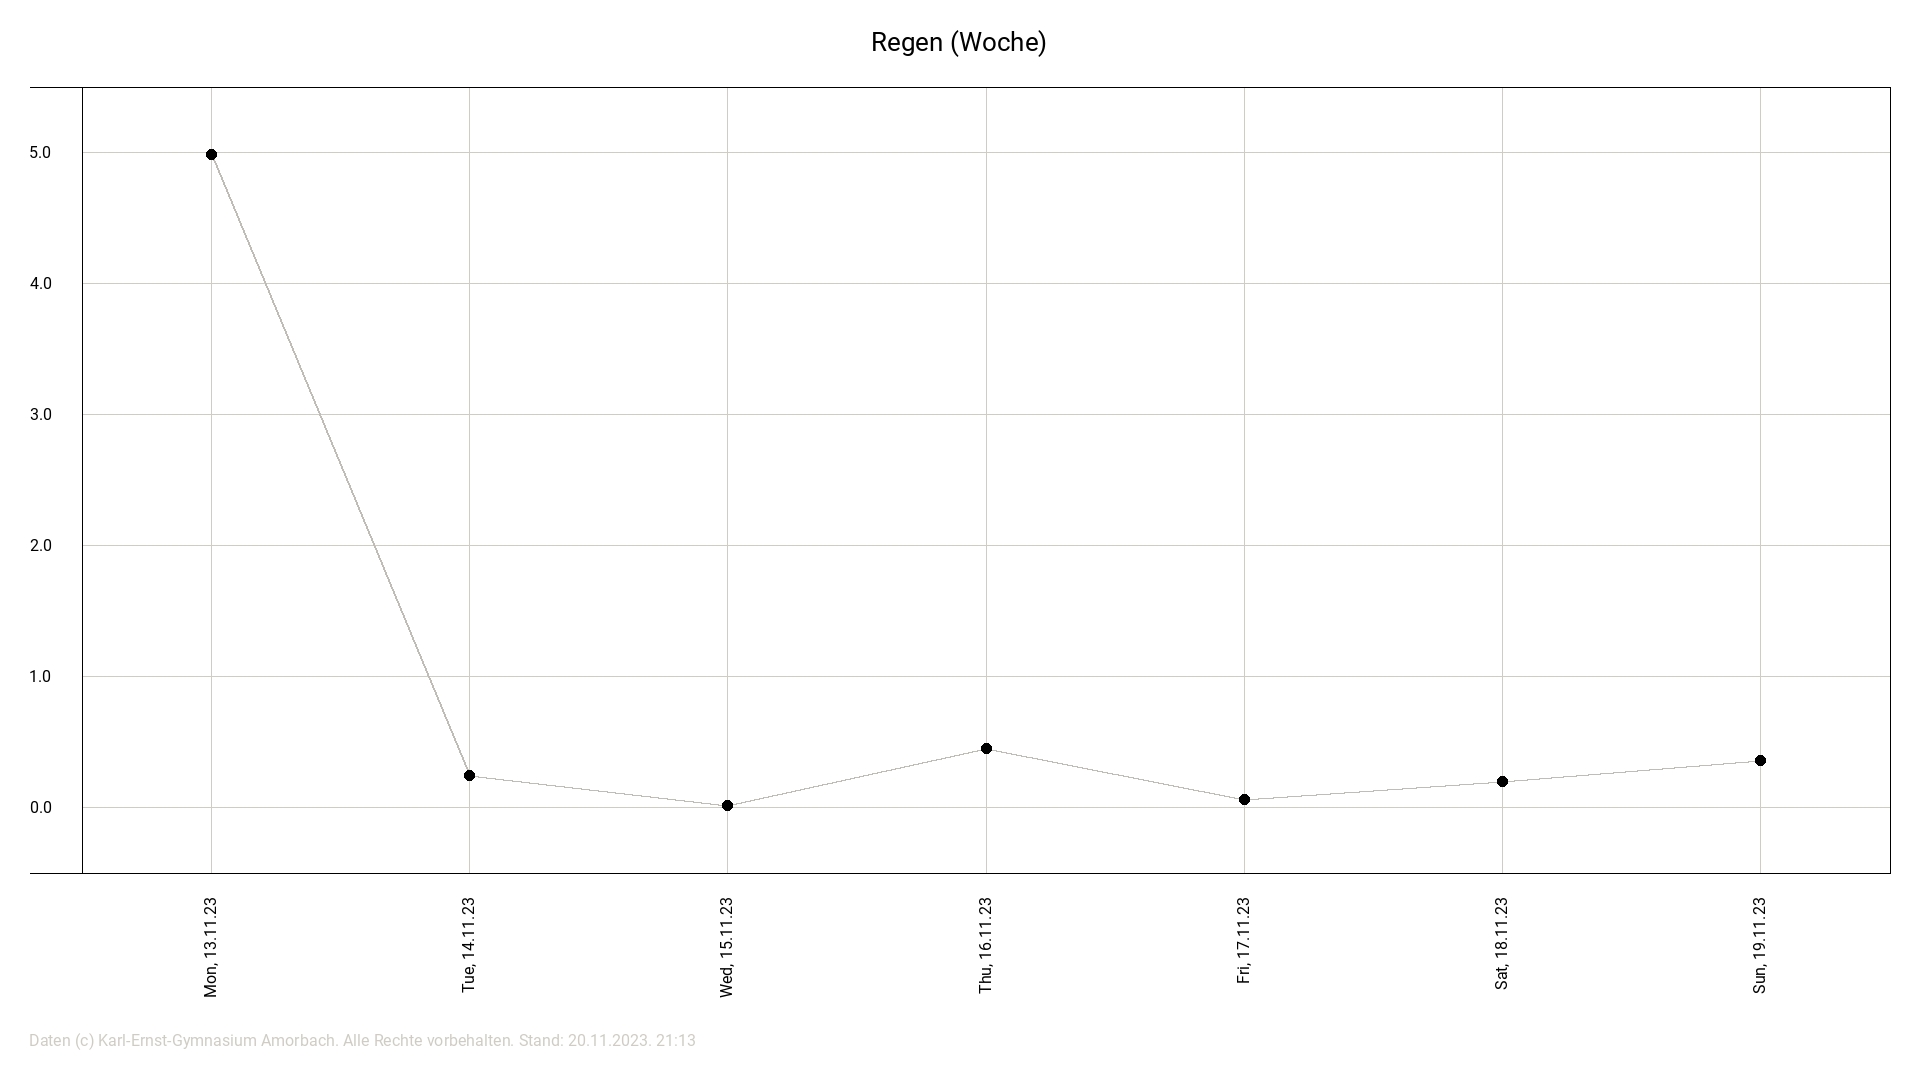 Regen (Woche)
5.0
4.0
3.0
2.0
1.0
0.0
Mon, 13.11.23
Tue, 14.11.23
Wed, 15.11.23
Thu, 16.11.23
Fri, 17.11.23
Sat, 18.11.23
Sun, 19.11.23
Daten (c) Karl-Ernst-Gymnasium Amorbach. Alle Rechte vorbehalten. Stand: 20.11.2023. 21:13